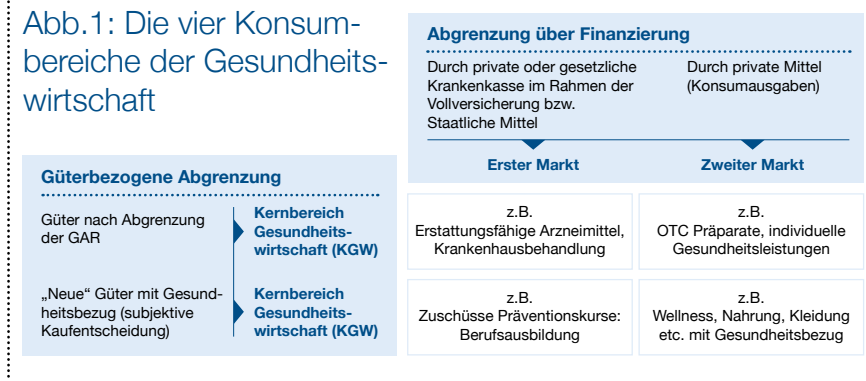 Abb.1: Die vier Konsum-
bereiche der Gesundheits-
wirtschaft
Abgrenzung über Finanzierung
Durch private oder gesetzliche
Krankenkasse im Rahmen der
Vollversicherung bzw.
Staatliche Mittel
Durch private Mittel
(Konsumausgaben)
Erster Markt
Zweiter Markt
Güterbezogene Abgrenzung
Güter nach Abgrenzung
der GAR
Kernbereich
Gesundheits-
wirtschaft (KGW)
z.B.
Erstattungsfähige Arzneimittel,
Krankenhausbehandlung
z.B.
OTC Präparate, individuelle
Gesundheitsleistungen
„Neue“ Güter mit Gesund-
heitsbezug (subjektive
Kaufentscheidung)
Kernbereich
Gesundheits-
wirtschaft (KGW)
z.B.
Zuschüsse Präventionskurse:
Berufsausbildung
z.B.
Wellness, Nahrung, Kleidung
etc. mit Gesundheitsbezug